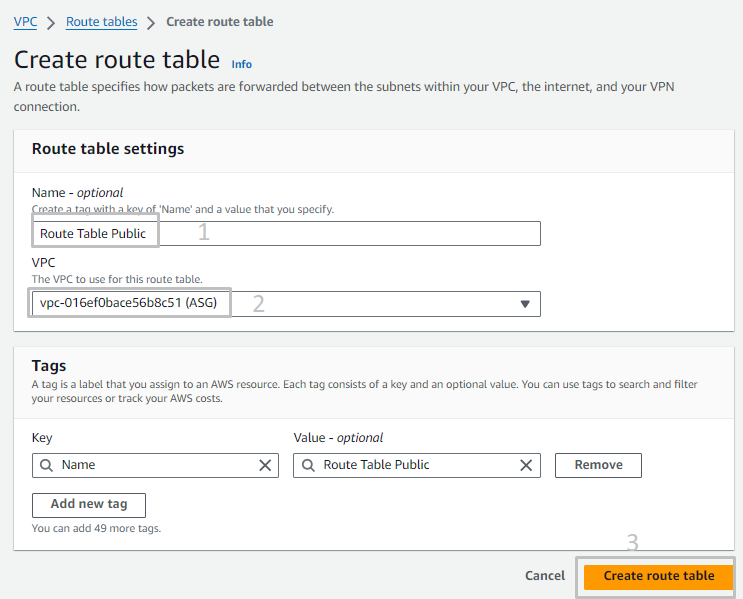 VPC > Route tables > Create route table
Create route table Info
A route table specifies how packets are forwarded between the subnets within your VPC, the internet, and your VPN
connection.
Route table settings
Name - optional
Create a tag with a key of 'Name' and a value that you specify.
Route Table Public 1
VPC
The VPC to use for this route table.
vpc-016ef0bace56b8c51 (ASG) 2
Tags
A tag is a label that you assign to an AWS resource. Each tag consists of a key and an optional value. You can use tags to search and filter
your resources or track your AWS costs.
Key Value - optional
Name Route Table Public Remove
Add new tag
You can add 49 more tags.
3
Cancel Create route table